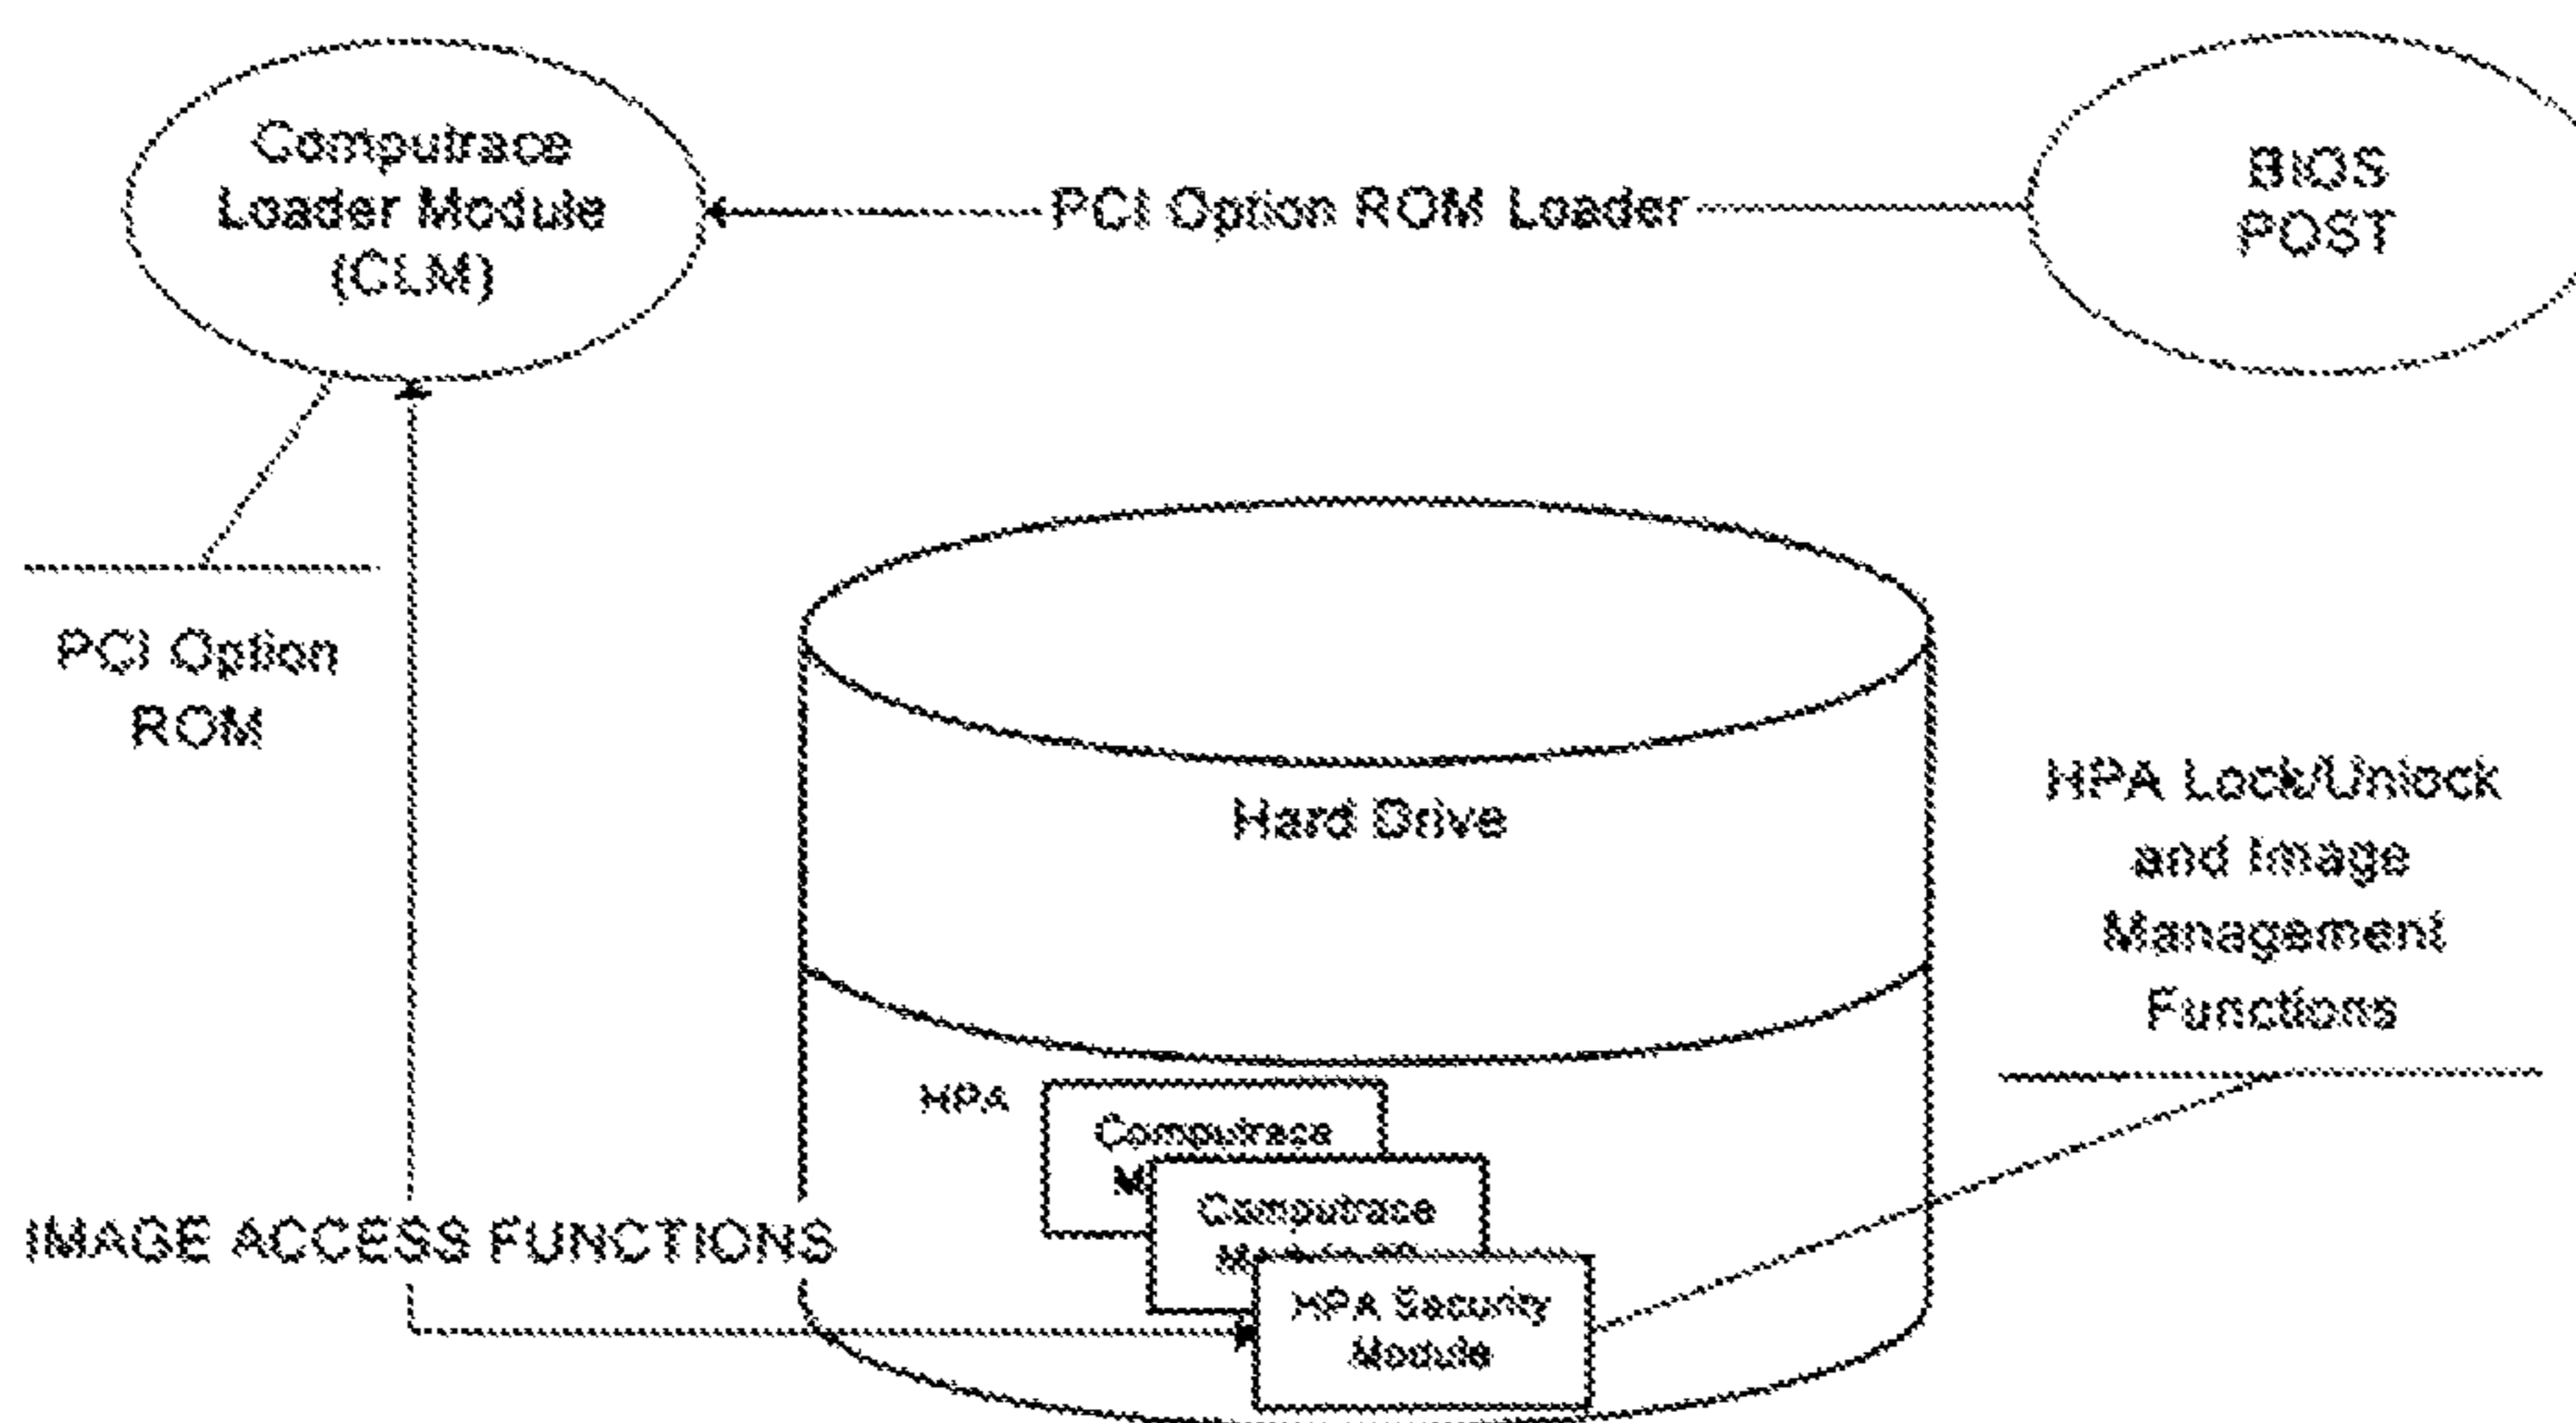 Computrace
Loader Module
(CLM)
PCI Option ROM Loader
BIOS
POST
PCI Option
ROM
Hard Drive
HPA Lock/Unlock
and Image
Management
Functions
HPA
Computrace
Computrace
IMAGE ACCESS FUNCTIONS
HPA Security
Module